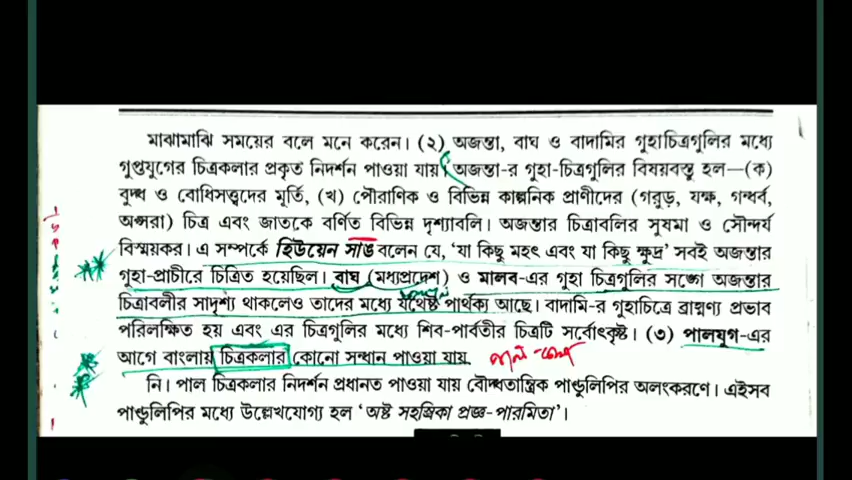 মাঝামাঝি সময়ের বলে মনে করেন। (২) অজন্তা, বাঘ ও বাদামির গুহাচিত্রগুলির মধ্যে
গুপ্তযুগের চিত্রকলার প্রকৃত নিদর্শন পাওয়া যায়। অজন্তা-র গুহা-চিত্রগুলির বিষয়বস্তু হল—(ক)
বুদ্ধ ও বোধিসত্ত্বদের মূর্তি, (খ) পৌরাণিক ও বিভিন্ন কাল্পনিক প্রাণীদের (গরুড়, যক্ষ, গন্ধর্ব,
অপ্সরা) চিত্র এবং জাতকে বর্ণিত বিভিন্ন দৃশ্যাবলি। অজন্তার চিত্রাবলির সুষমা ও সৌন্দর্য
বিস্ময়কর। এ সম্পর্কে হিউয়েন সাঙ বলেন যে, 'যা কিছু মহৎ এবং যা কিছু ক্ষুদ্র' সবই অজন্তার
গুহা-প্রাচীরে চিত্রিত হয়েছিল। বাঘ (মধ্যপ্রদেশ) ও মালব-এর গুহা চিত্রগুলির সঙ্গে অজন্তার
চিত্রাবলীর সাদৃশ্য থাকলেও তাদের মধ্যে যথেষ্ট পার্থক্য আছে। বাদামি-র গুহাচিত্রে ব্রাহ্মণ্য প্রভাব
পরিলক্ষিত হয় এবং এর চিত্রগুলির মধ্যে শিব-পার্বতীর চিত্রটি সর্বোৎকৃষ্ট। (৩) পালযুগ-এর
আগে বাংলায় চিত্রকলার কোনো সন্ধান পাওয়া যায়
নি। পাল চিত্রকলার নিদর্শন প্রধানত পাওয়া যায় বৌদ্ধতান্ত্রিক পাণ্ডুলিপির অলংকরণে। এইসব
পাণ্ডুলিপির মধ্যে উল্লেখযোগ্য হল 'অষ্ট সহস্রিকা প্রজ্ঞ-পারমিতা'।